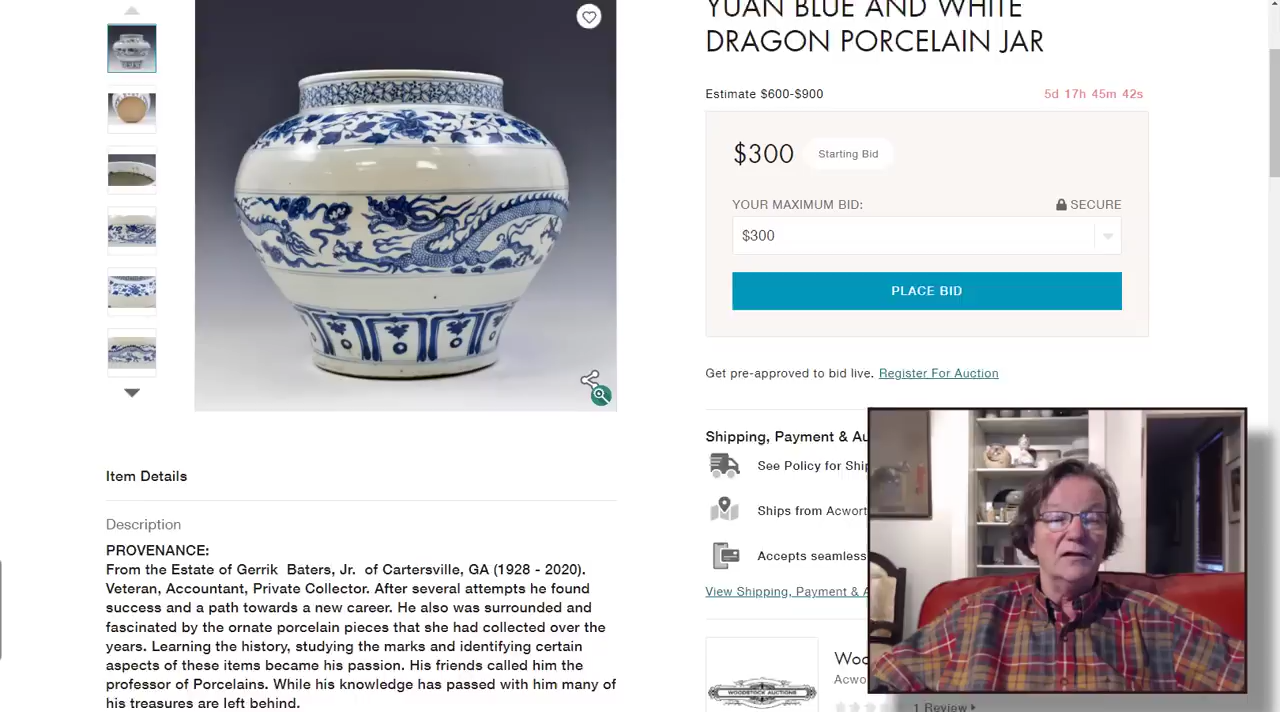 YUAN BLUE AND WHITE
DRAGON PORCELAIN JAR
Estimate $600-$900
5d 17h 45m 42s
$300
Starting Bid
YOUR MAXIMUM BID:
SECURE
$300
PLACE BID
Get pre-approved to bid live. Register For Auction
Shipping, Payment & Au
See Policy for Ship
Ships from Acwort
Accepts seamless
View Shipping, Payment & A
Woo
Acwo
WOODSTOCK AUCTIONS
1 Review
Item Details
Description
PROVENANCE:
From the Estate of Gerrik Baters, Jr. of Cartersville, GA (1928 - 2020).
Veteran, Accountant, Private Collector. After several attempts he found
success and a path towards a new career. He also was surrounded and
fascinated by the ornate porcelain pieces that she had collected over the
years. Learning the history, studying the marks and identifying certain
aspects of these items became his passion. His friends called him the
professor of Porcelains. While his knowledge has passed with him many of
his treasures are left behind.